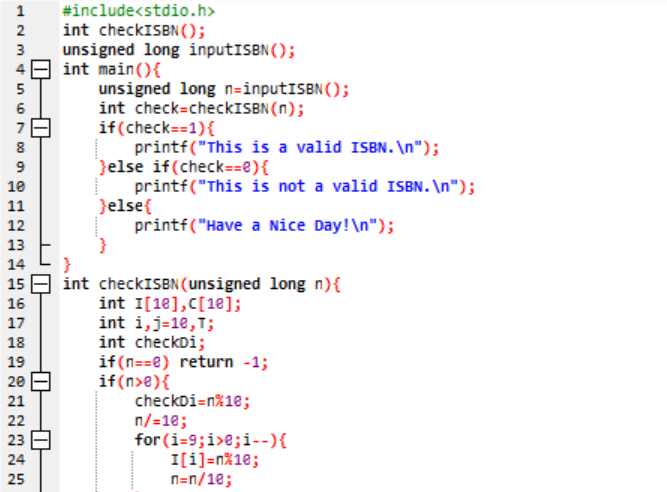 1 #include<stdio.h>
2 int checkISBN();
3 unsigned long inputISBN();
4 int main(){
5 unsigned long n=inputISBN();
6 int check=checkISBN(n);
7 if(check==1){
8 printf("This is a valid ISBN.\n");
9 }else if(check==0){
10 printf("This is not a valid ISBN.\n");
11 }else{
12 printf("Have a Nice Day!\n");
13 }
14 }
15 int checkISBN(unsigned long n){
16 int I[10],C[10];
17 int i,j=10,T;
18 int checkDi;
19 if(n==0) return -1;
20 if(n>0){
21 checkDi=n%10;
22 n/=10;
23 for(i=9;i>0;i--){
24 I[i]=n%10;
25 n=n/10;